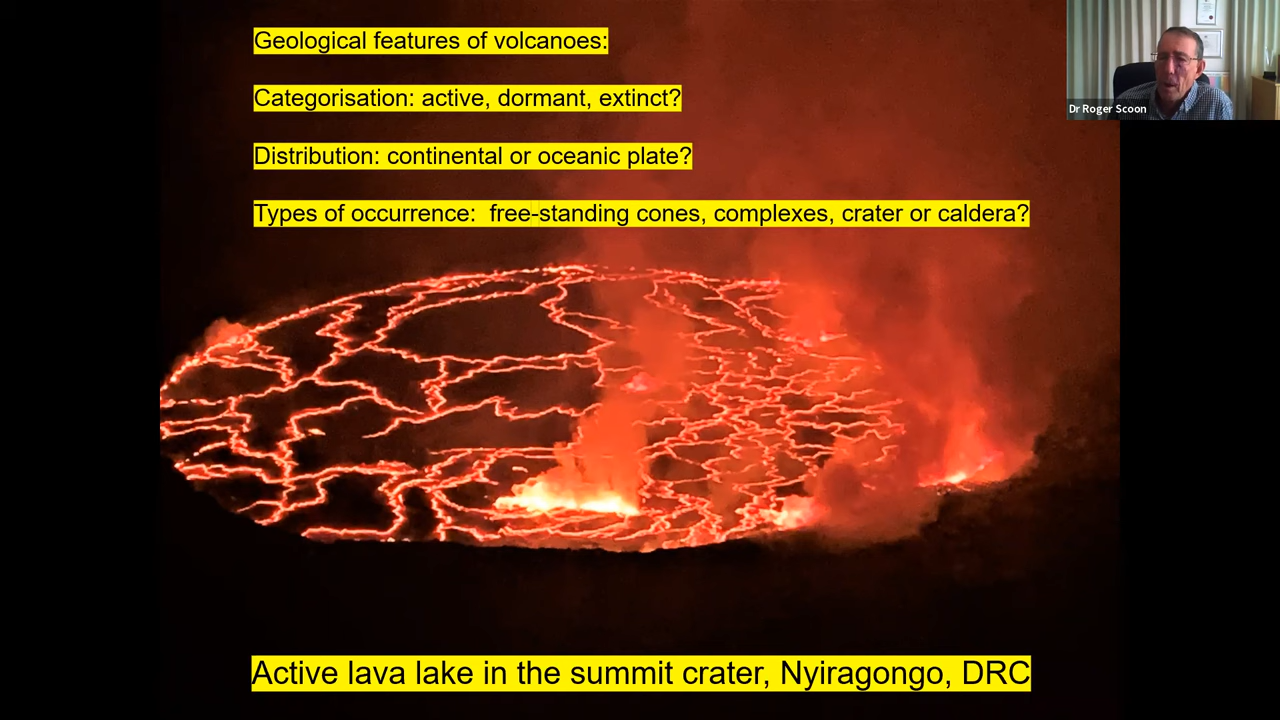 Geological features of volcanoes:
Categorisation: active, dormant, extinct?
Distribution: continental or oceanic plate?
Types of occurrence:  free-standing cones, complexes, crater or caldera?
Dr Roger Scoon
Active lava lake in the summit crater, Nyiragongo, DRC